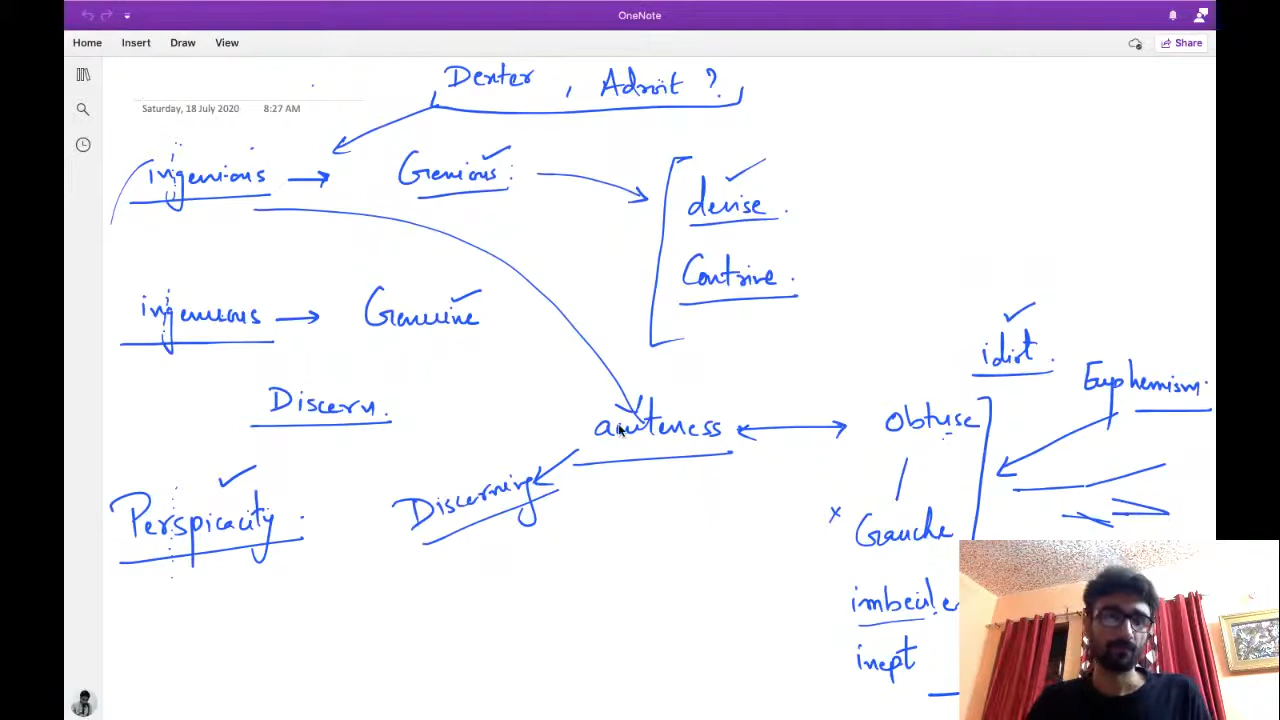 OneNote
Home Insert Draw View Share
Dexter, Adroit ?
Saturday, 18 July 2020 8:27 AM
ingenious → Genious :
devise .
Contrive .
ingenuous → Genuine
idiot .
Euphemism .
Discern .
acuteness ↔ obtuse
Discerning
Perspicacity .
x Gauche
imbecile
inept